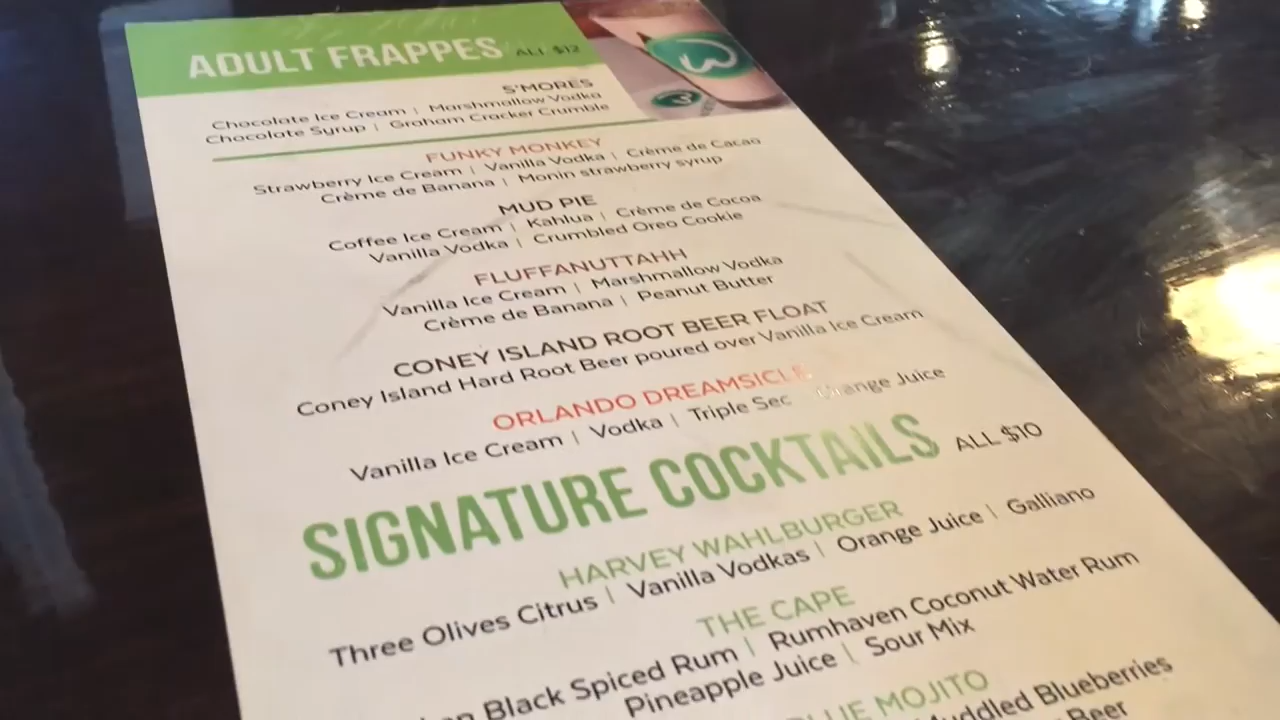 ADULT FRAPPES ALL $12
S'MORES
Chocolate Ice Cream | Marshmallow Vodka
Chocolate Syrup | Graham Cracker Crumble
FUNKY MONKEY
Strawberry Ice Cream | Vanilla Vodka | Crème de Cacao
Crème de Banana | Monin strawberry syrup
MUD PIE
Coffee Ice Cream | Kahlua | Crème de Cocoa
Vanilla Vodka | Crumbled Oreo Cookie
FLUFFANUTTAHH
Vanilla Ice Cream | Marshmallow Vodka
Crème de Banana | Peanut Butter
CONEY ISLAND ROOT BEER FLOAT
Coney Island Hard Root Beer poured over Vanilla Ice Cream
ORLANDO DREAMSICLE
Vanilla Ice Cream | Vodka | Triple Sec Orange Juice
SIGNATURE COCKTAILS ALL $10
HARVEY WAHLBURGER
Three Olives Citrus | Vanilla Vodkas | Orange Juice | Galliano
THE CAPE
Black Spiced Rum | Rumhaven Coconut Water Rum
Pineapple Juice | Sour Mix
MOJITO
Muddled Blueberries
Beer